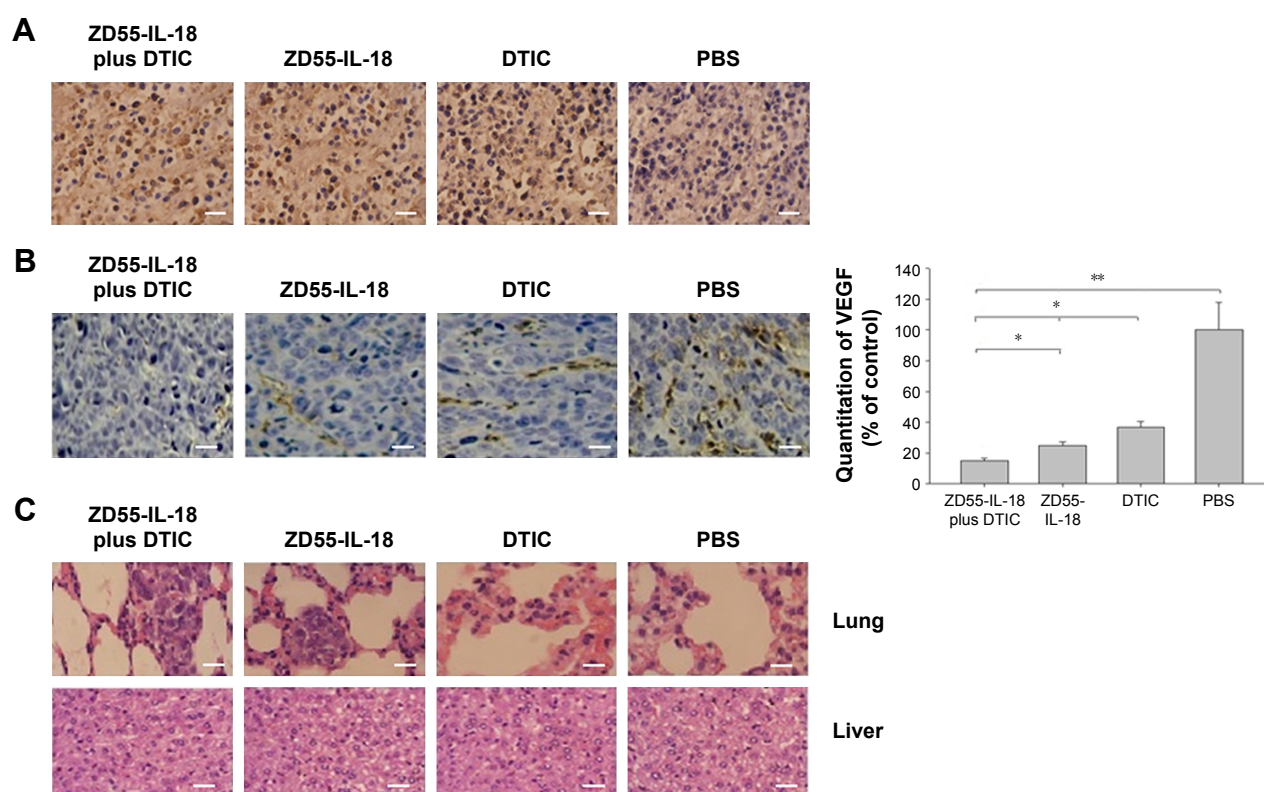 A
ZD55-IL-18
plus DTIC
ZD55-IL-18
DTIC
PBS
B
ZD55-IL-18
plus DTIC
ZD55-IL-18
DTIC
PBS
Quantitation of VEGF
(% of control)
140
120
100
80
60
40
20
0
**
*
*
ZD55-IL-18
plus DTIC
ZD55-
IL-18
DTIC
PBS
C
ZD55-IL-18
plus DTIC
ZD55-IL-18
DTIC
PBS
Lung
Liver